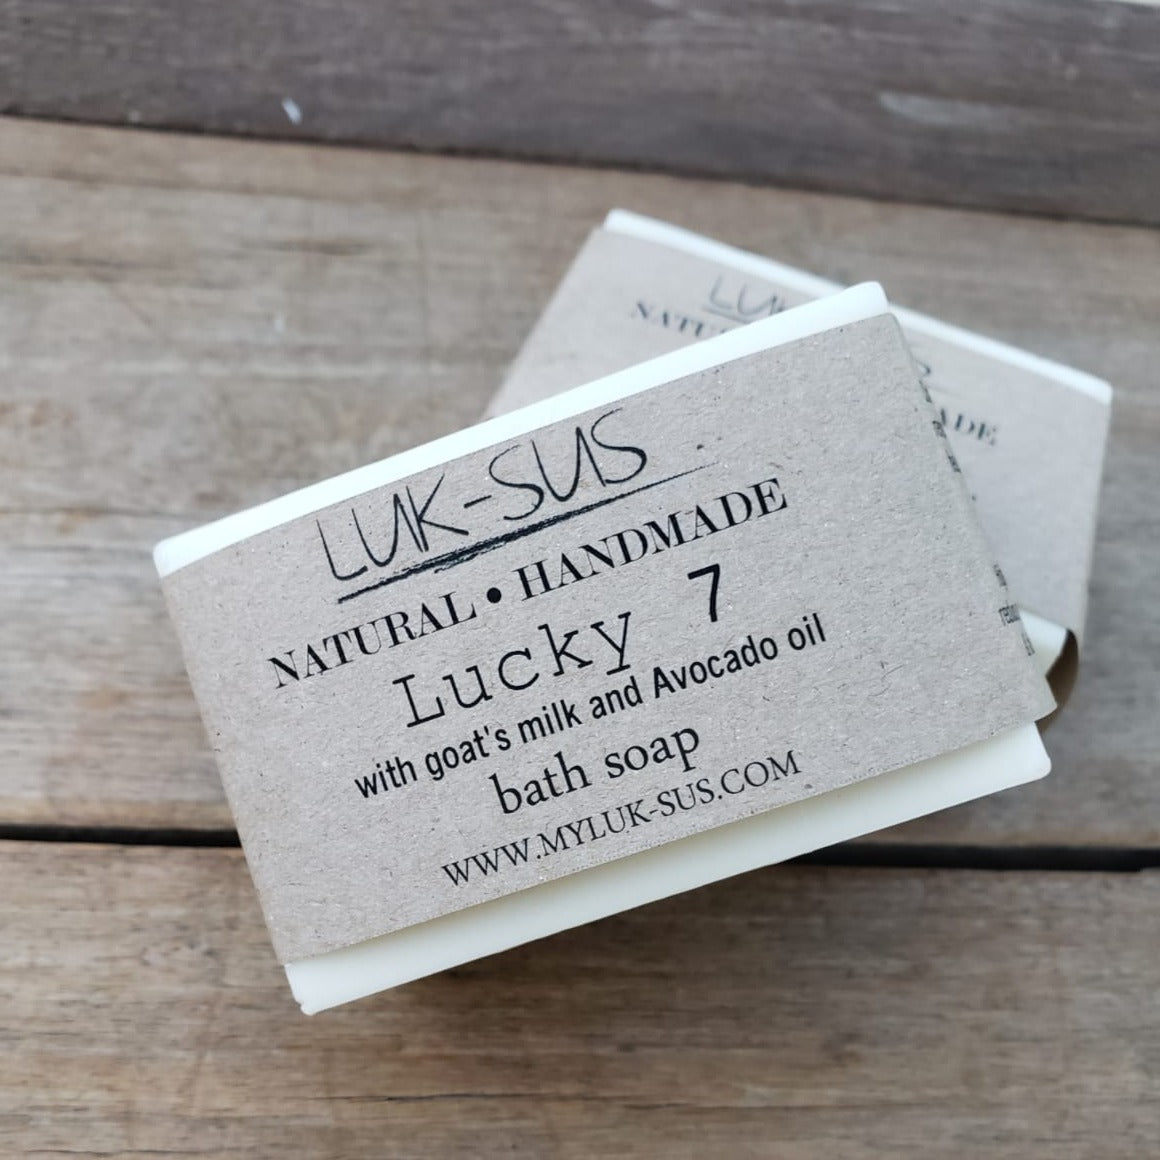 LUK-SUS
NATURAL • HANDMADE
Lucky 7
with goat's milk and Avocado oil
bath soap
WWW.MYLUK-SUS.COM